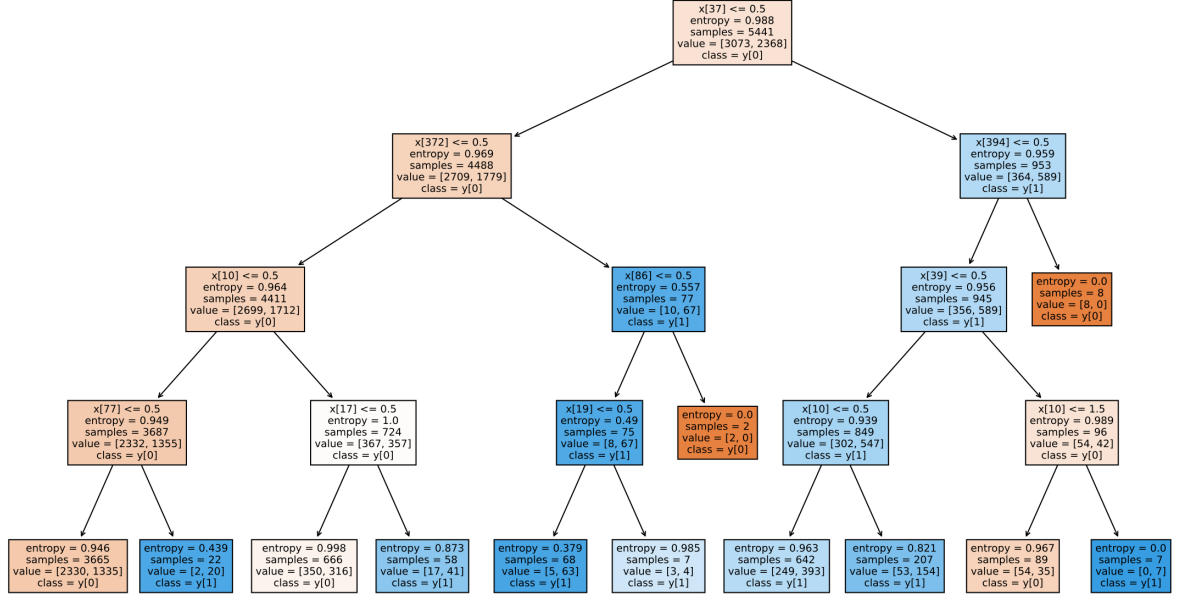 x[37] <= 0.5
entropy = 0.988
samples = 5441
value = [3073, 2368]
class = y[0]
x[372] <= 0.5
entropy = 0.969
samples = 4488
value = [2709, 1779]
class = y[0]
x[394] <= 0.5
entropy = 0.959
samples = 953
value = [364, 589]
class = y[1]
x[10] <= 0.5
entropy = 0.964
samples = 4411
value = [2699, 1712]
class = y[0]
x[86] <= 0.5
entropy = 0.557
samples = 77
value = [10, 67]
class = y[1]
x[39] <= 0.5
entropy = 0.956
samples = 945
value = [356, 589]
class = y[1]
entropy = 0.0
samples = 8
value = [8, 0]
class = y[0]
x[77] <= 0.5
entropy = 0.949
samples = 3687
value = [2332, 1355]
class = y[0]
x[17] <= 0.5
entropy = 1.0
samples = 724
value = [367, 357]
class = y[0]
x[19] <= 0.5
entropy = 0.49
samples = 75
value = [8, 67]
class = y[1]
entropy = 0.0
samples = 2
value = [2, 0]
class = y[0]
x[10] <= 0.5
entropy = 0.939
samples = 849
value = [302, 547]
class = y[1]
x[10] <= 1.5
entropy = 0.989
samples = 96
value = [54, 42]
class = y[0]
entropy = 0.946
samples = 3665
value = [2330, 1335]
class = y[0]
entropy = 0.439
samples = 22
value = [2, 20]
class = y[1]
entropy = 0.998
samples = 666
value = [350, 316]
class = y[0]
entropy = 0.873
samples = 58
value = [17, 41]
class = y[1]
entropy = 0.379
samples = 68
value = [5, 63]
class = y[1]
entropy = 0.985
samples = 7
value = [3, 4]
class = y[1]
entropy = 0.963
samples = 642
value = [249, 393]
class = y[1]
entropy = 0.821
samples = 207
value = [53, 154]
class = y[1]
entropy = 0.967
samples = 89
value = [54, 35]
class = y[0]
entropy = 0.0
samples = 7
value = [0, 7]
class = y[1]